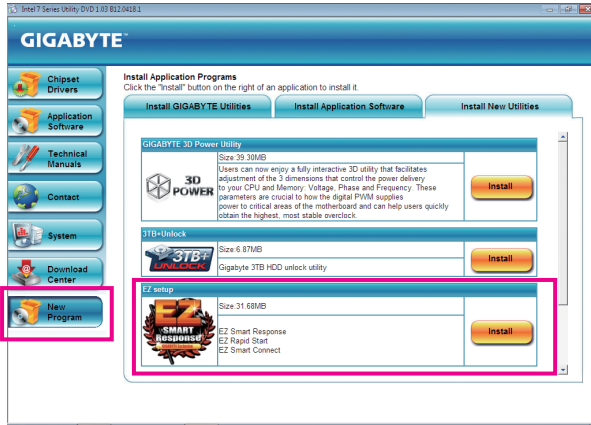 Intel 7 Series Utility DVD 1.03 B12.0418.1
GIGABYTE™
Chipset
Drivers
Application
Software
Technical
Manuals
Contact
System
Download
Center
New
Program
Install Application Programs
Click the "Install" button on the right of an application to install it.
Install GIGABYTE Utilities
Install Application Software
Install New Utilities
GIGABYTE 3D Power Utility
3D
POWER
Size:39.30MB
Users can now enjoy a fully interactive 3D utility that facilitates
adjustment of the 3 dimensions that control the power delivery
to your CPU and Memory: Voltage, Phase and Frequency. These
parameters are crucial to how the digital PWM supplies
power to critical areas of the motherboard and can help users quickly
obtain the highest, most stable overclock.
Install
3TB+Unlock
3TB+
UNLOCK
Size:6.87MB
Gigabyte 3TB HDD unlock utility
Install
EZ setup
EZ
SMART
Response
Size:31.68MB
EZ Smart Response
EZ Rapid Start
EZ Smart Connect
Install